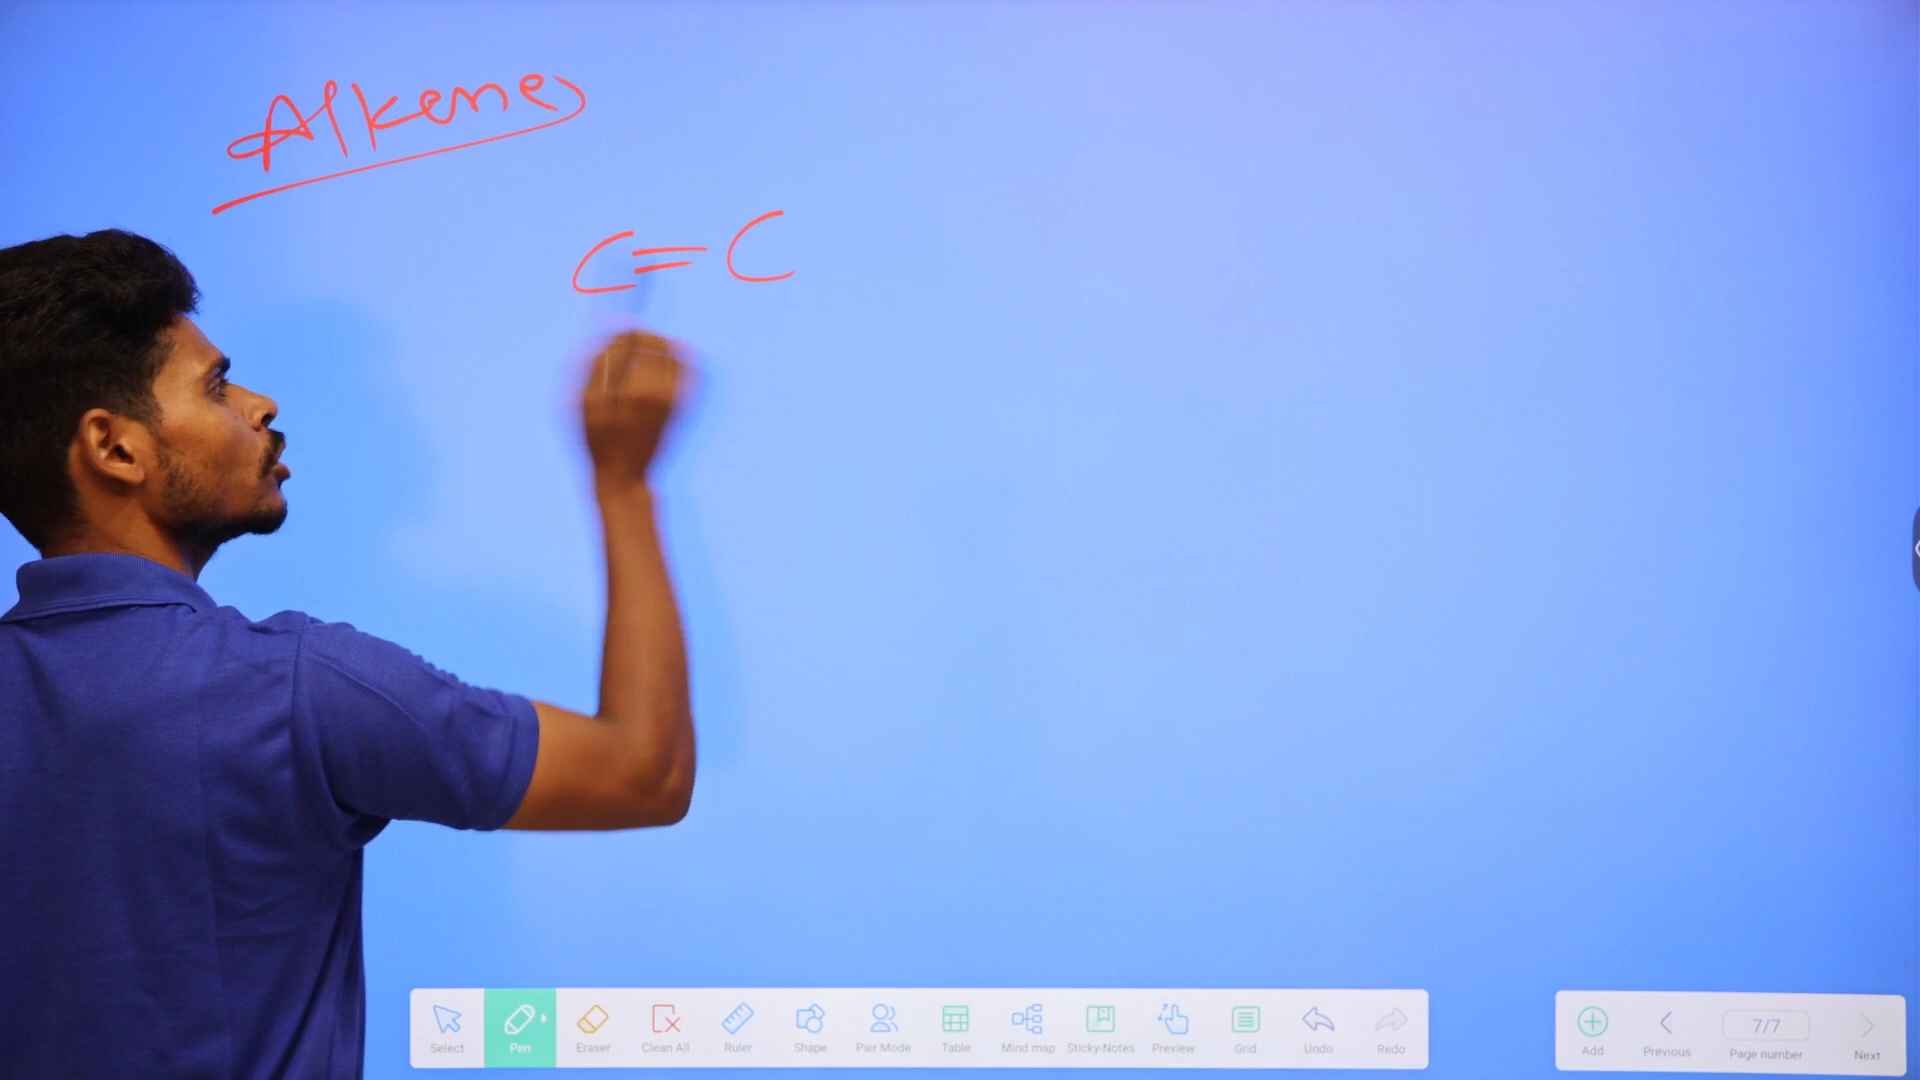 Alkenes
C=C
Select Pen Eraser Clean All Ruler Shape Pair Mode Table Mind map Sticky-Notes Preview Grid Undo Redo
Add Previous 7/7 Page number Next